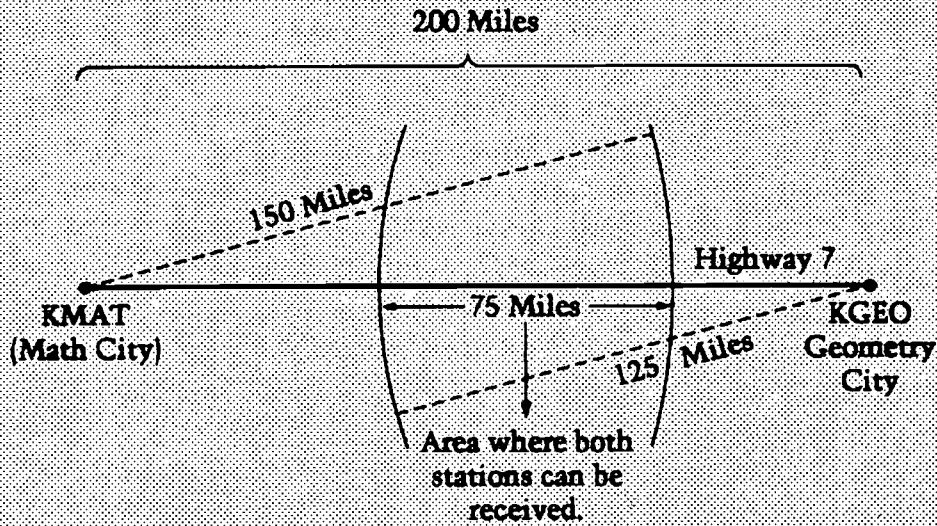 200 Miles
150 Miles
Highway 7
75 Miles
KMAT
(Math City)
KGEO
Geometry
City
125 Miles
Area where both
stations can be
received.